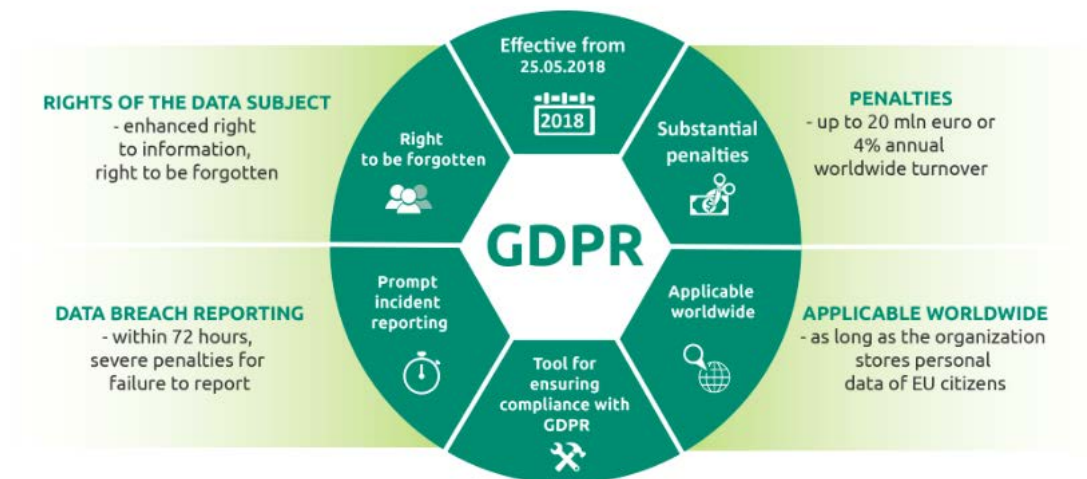 Effective from
25.05.2018
2018
RIGHTS OF THE DATA SUBJECT
- enhanced right
to information,
right to be forgotten
Right
to be forgotten
Substantial
penalties
PENALTIES
- up to 20 mln euro or
4% annual
worldwide turnover
GDPR
DATA BREACH REPORTING
- within 72 hours,
severe penalties for
failure to report
Prompt
incident
reporting
Applicable
worldwide
APPLICABLE WORLDWIDE
- as long as the organization
stores personal
data of EU citizens
Tool for
ensuring
compliance with
GDPR